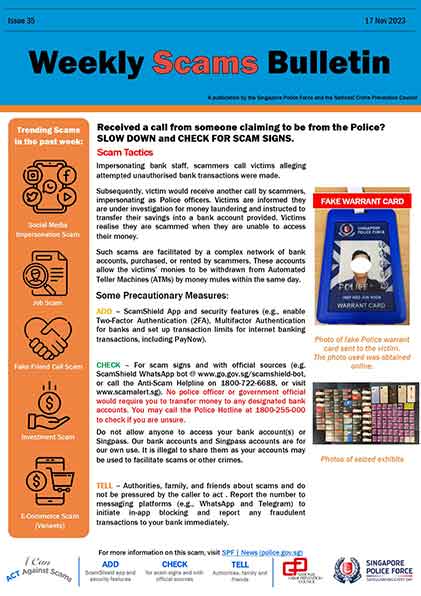 Issue 35
17 Nov 2023
Weekly Scams Bulletin
A publication by the Singapore Police Force and the National Crime Prevention Council
Trending Scams
in the past week:
Social Media
Impersonation Scam
Job Scam
Fake Friend Call Scam
Investment Scam
E-Commerce Scam
(Variants)
Received a call from someone claiming to be from the Police?
SLOW DOWN and CHECK FOR SCAM SIGNS.
Scam Tactics
Impersonating bank staff, scammers call victims alleging
attempted unauthorised bank transactions were made.
Subsequently, victim would receive another call by scammers,
impersonating as Police officers. Victims are informed they
are under investigation for money laundering and instructed to
transfer their savings into a bank account provided. Victims
realise they are scammed when they are unable to access
their money.
Such scams are facilitated by a complex network of bank
accounts, purchased, or rented by scammers. These accounts
allow the victims' monies to be withdrawn from Automated
Teller Machines (ATMs) by money mules within the same day.
Some Precautionary Measures:
ADD – ScamShield App and security features (e.g., enable
Two-Factor Authentication (2FA), Multifactor Authentication
for banks and set up transaction limits for internet banking
transactions, including PayNow).
CHECK – For scam signs and with official sources (e.g.
ScamShield WhatsApp bot @ www.go.gov.sg/scamshield-bot,
or call the Anti-Scam Helpline on 1800-722-6688, or visit
www.scamalert.sg). No police officer or government official
would require you to transfer money to any designated bank
accounts. You may call the Police Hotline at 1800-255-000
to check if you are unsure.
Do not allow anyone to access your bank account(s) or
Singpass. Our bank accounts and Singpass accounts are for
our own use. It is illegal to share them as your accounts may
be used to facilitate scams or other crimes.
TELL – Authorities, family, and friends about scams and do
not be pressured by the caller to act . Report the number to
messaging platforms (e.g., WhatsApp and Telegram) to
initiate in-app blocking and report any fraudulent
transactions to your bank immediately.
FAKE WARRANT CARD
SINGAPORE
POLICE FORCE
POLICE
WARRANT CARD
Photo of fake Police warrant
card sent to the victim.
The photo used was obtained
online.
Photos of seized exhibits
For more information on this scam, visit SPF | News (police.gov.sg)
I Can
ACT Against Scams
ADD
ScamShield app and
security features
CHECK
for scam signs and with
official sources
TELL
Authorities, family and
friends
NATIONAL
CRIME PREVENTION
COUNCIL
SINGAPORE
POLICE FORCE
SAFEGUARDING EVERY DAY